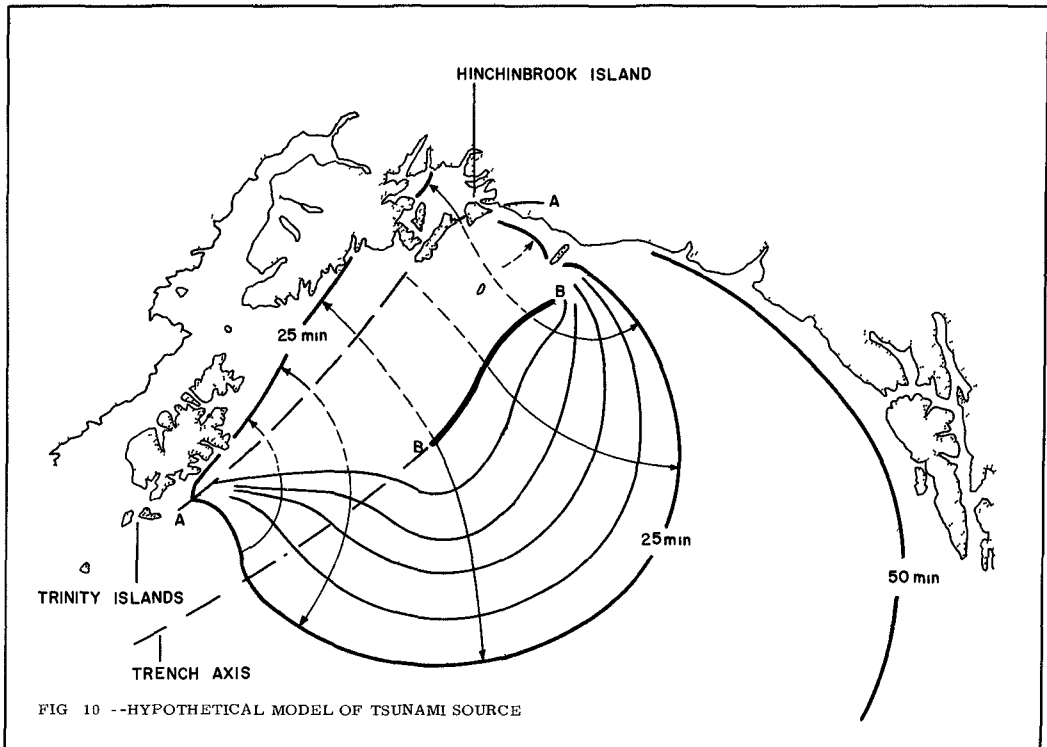 HINCHINBROOK ISLAND
A
B
25 min
B
A
25 min
50 min
TRINITY ISLANDS
TRENCH AXIS
FIG 10 --HYPOTHETICAL MODEL OF TSUNAMI SOURCE